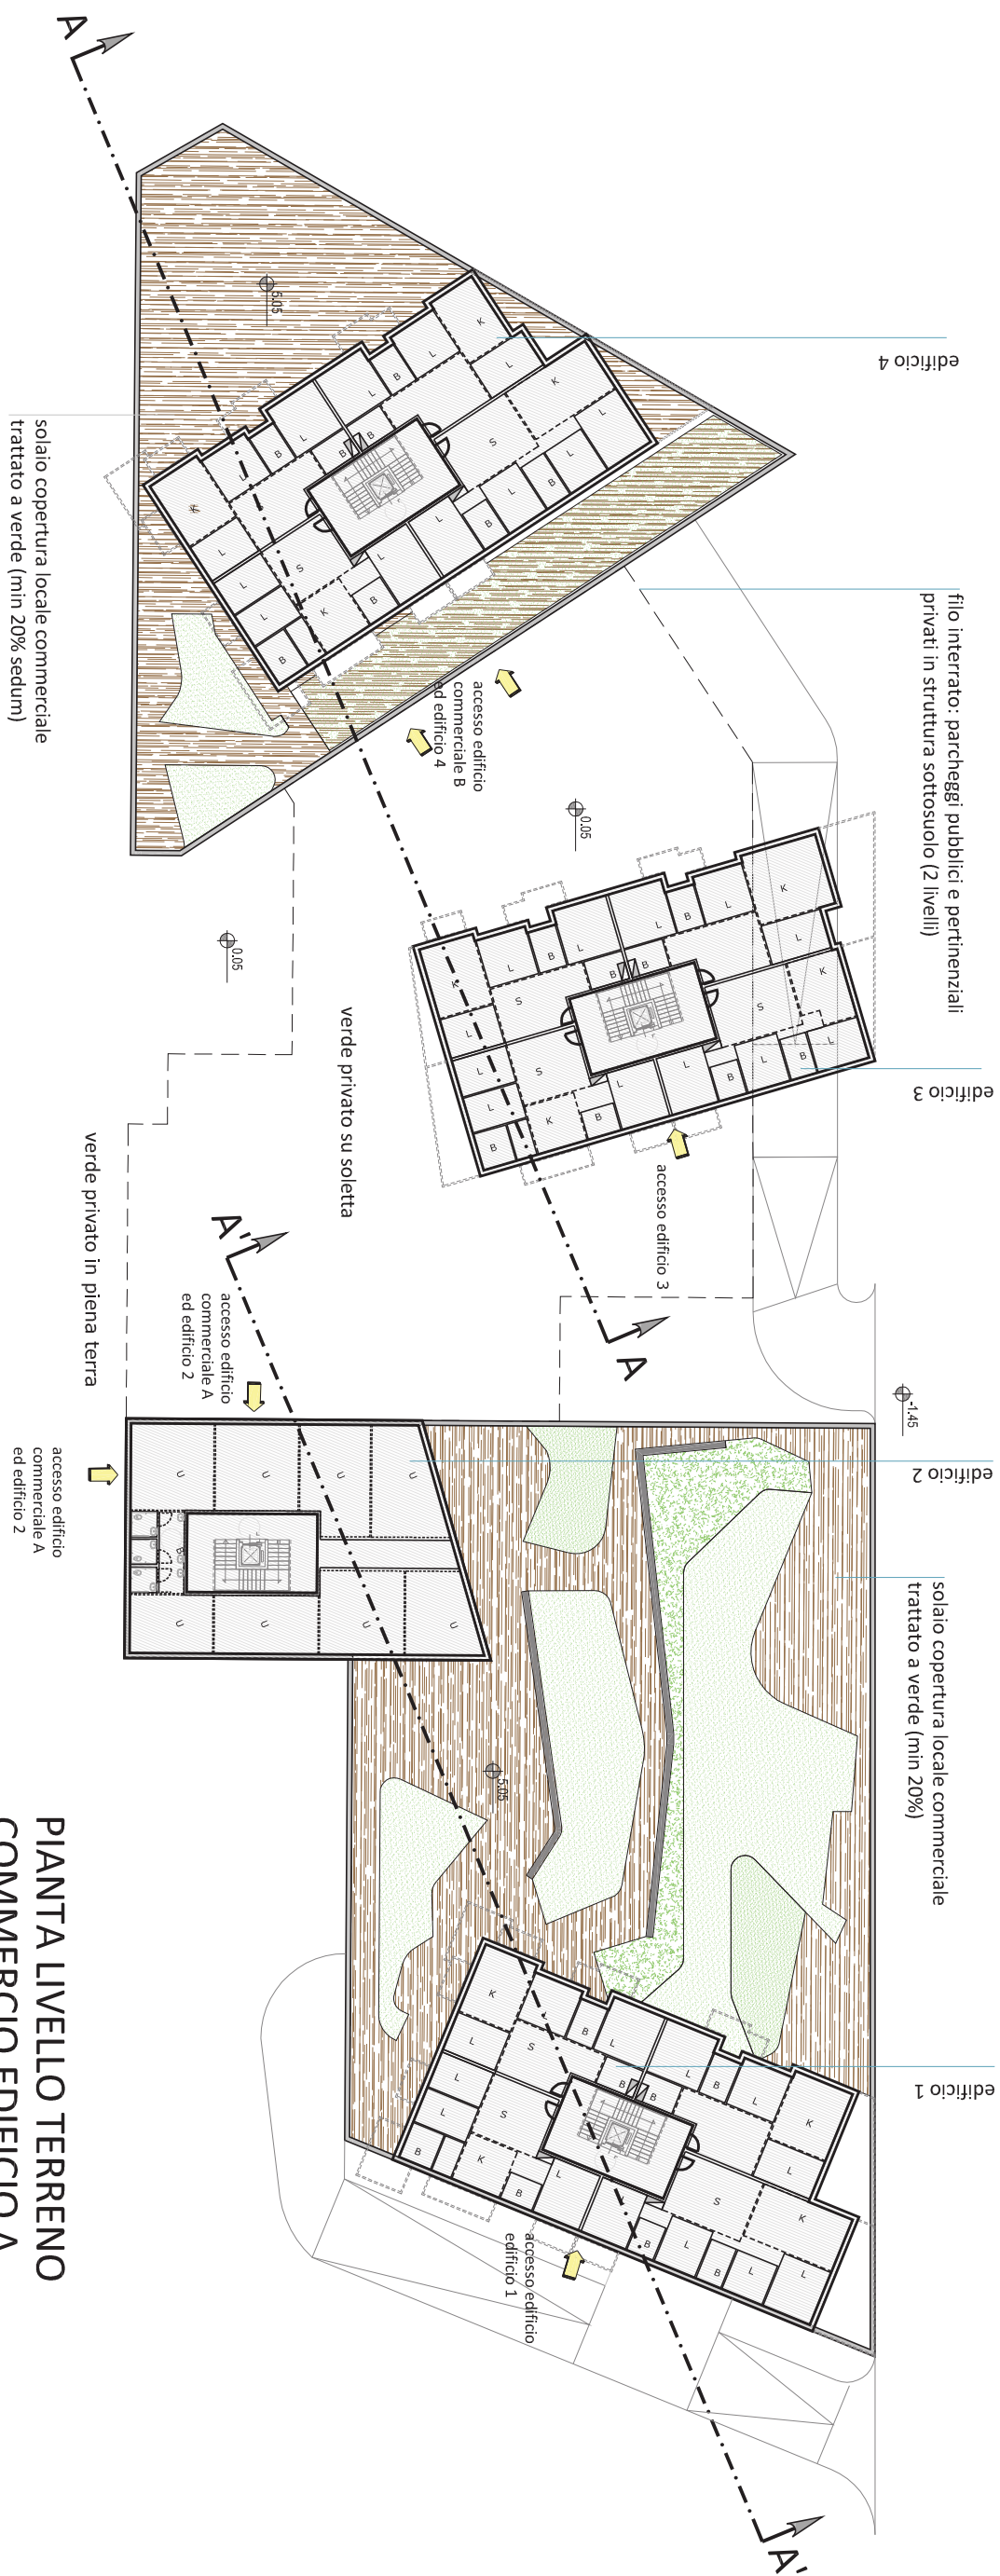 A
A
edificio 4
5.05
solaio copertura locale commerciale
trattato a verde (min 20% sedum)
filo interrato: parcheggi pubblici e pertinenziali
privati in struttura sottosuolo (2 livelli)
accesso edificio
commerciale B
ed edificio 4
0.05
0.05
edificio 3
accesso edificio 3
verde privato su soletta
verde privato in piena terra
A'
A'
accesso edificio
commerciale A
ed edificio 2
accesso edificio
commerciale A
ed edificio 2
-1.45
edificio 2
solaio copertura locale commerciale
trattato a verde (min 20%)
5.05
edificio 1
accesso edificio
edificio 1
PIANTA LIVELLO TERRENO
COMMERCIO EDIFICIO A
K
L
B
S
U